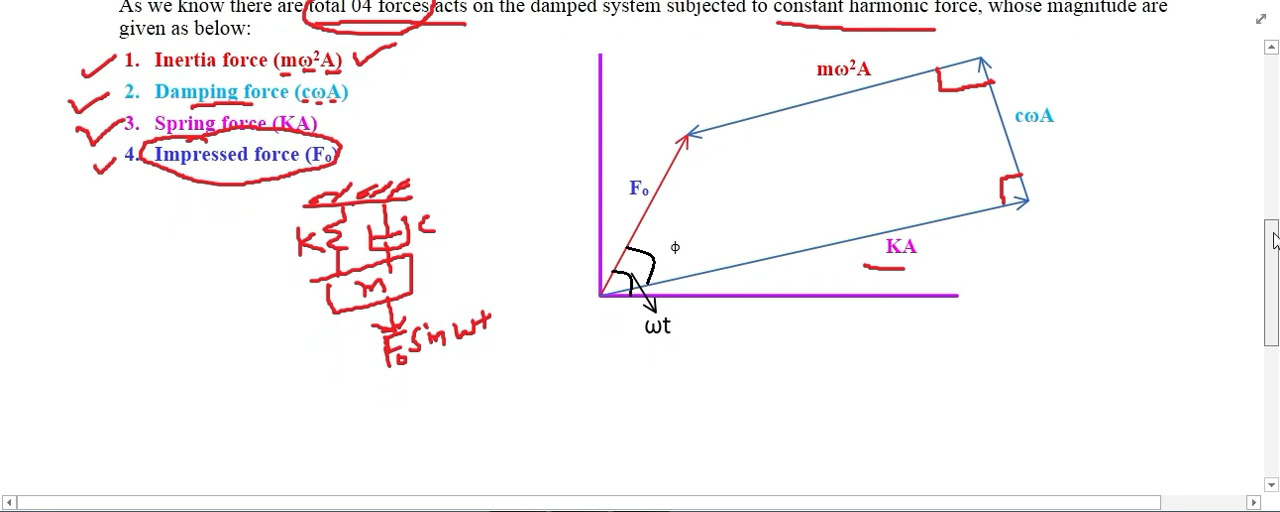 As we know there are total 04 forces acts on the damped system subjected to constant harmonic force, whose magnitude are
given as below:
1. Inertia force (mω²A)
2. Damping force (cωA)
3. Spring force (KA)
4. Impressed force (F₀)
mω²A
cωA
F₀
ϕ
KA
ωt
K
C
m
F₀ Sin ωt